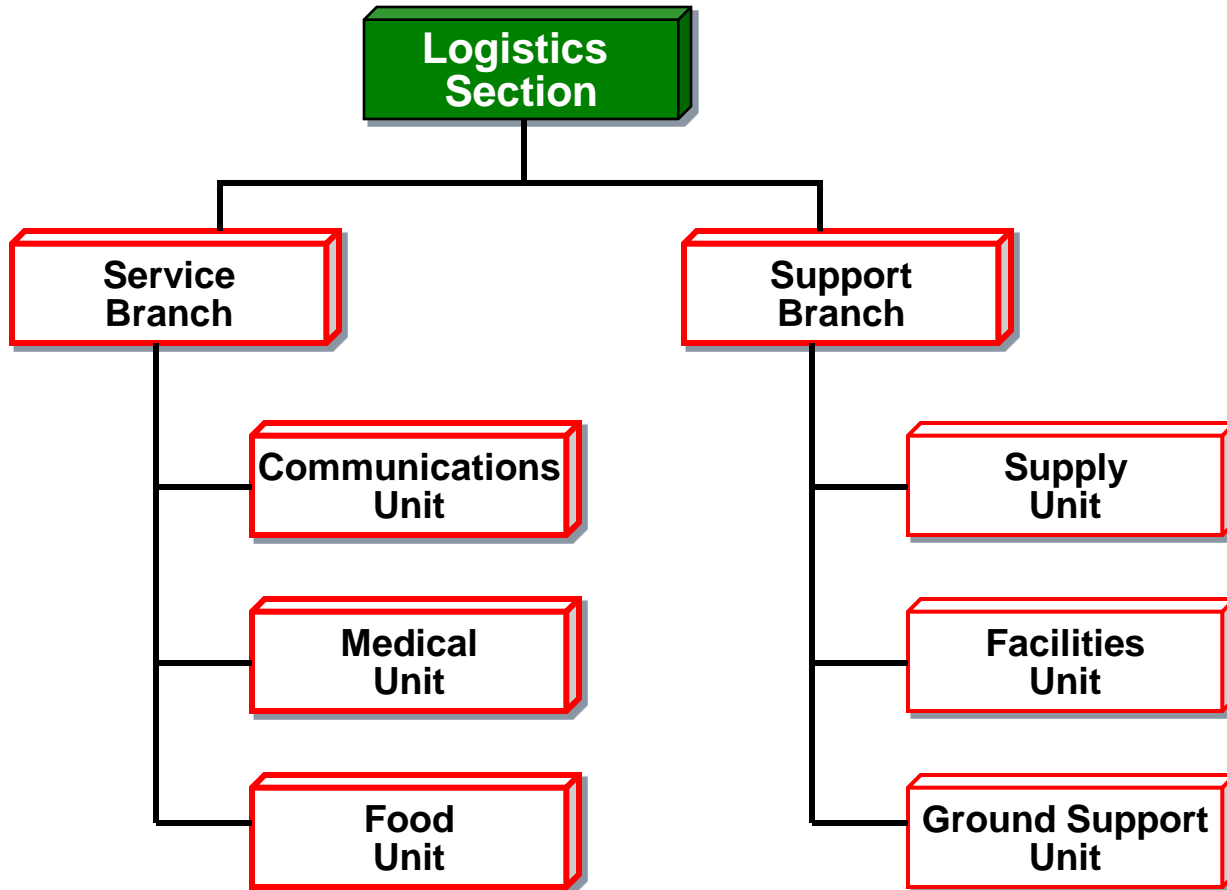 Logistics
Section
Service
Branch
Support
Branch
Communications
Unit
Supply
Unit
Medical
Unit
Facilities
Unit
Food
Unit
Ground Support
Unit